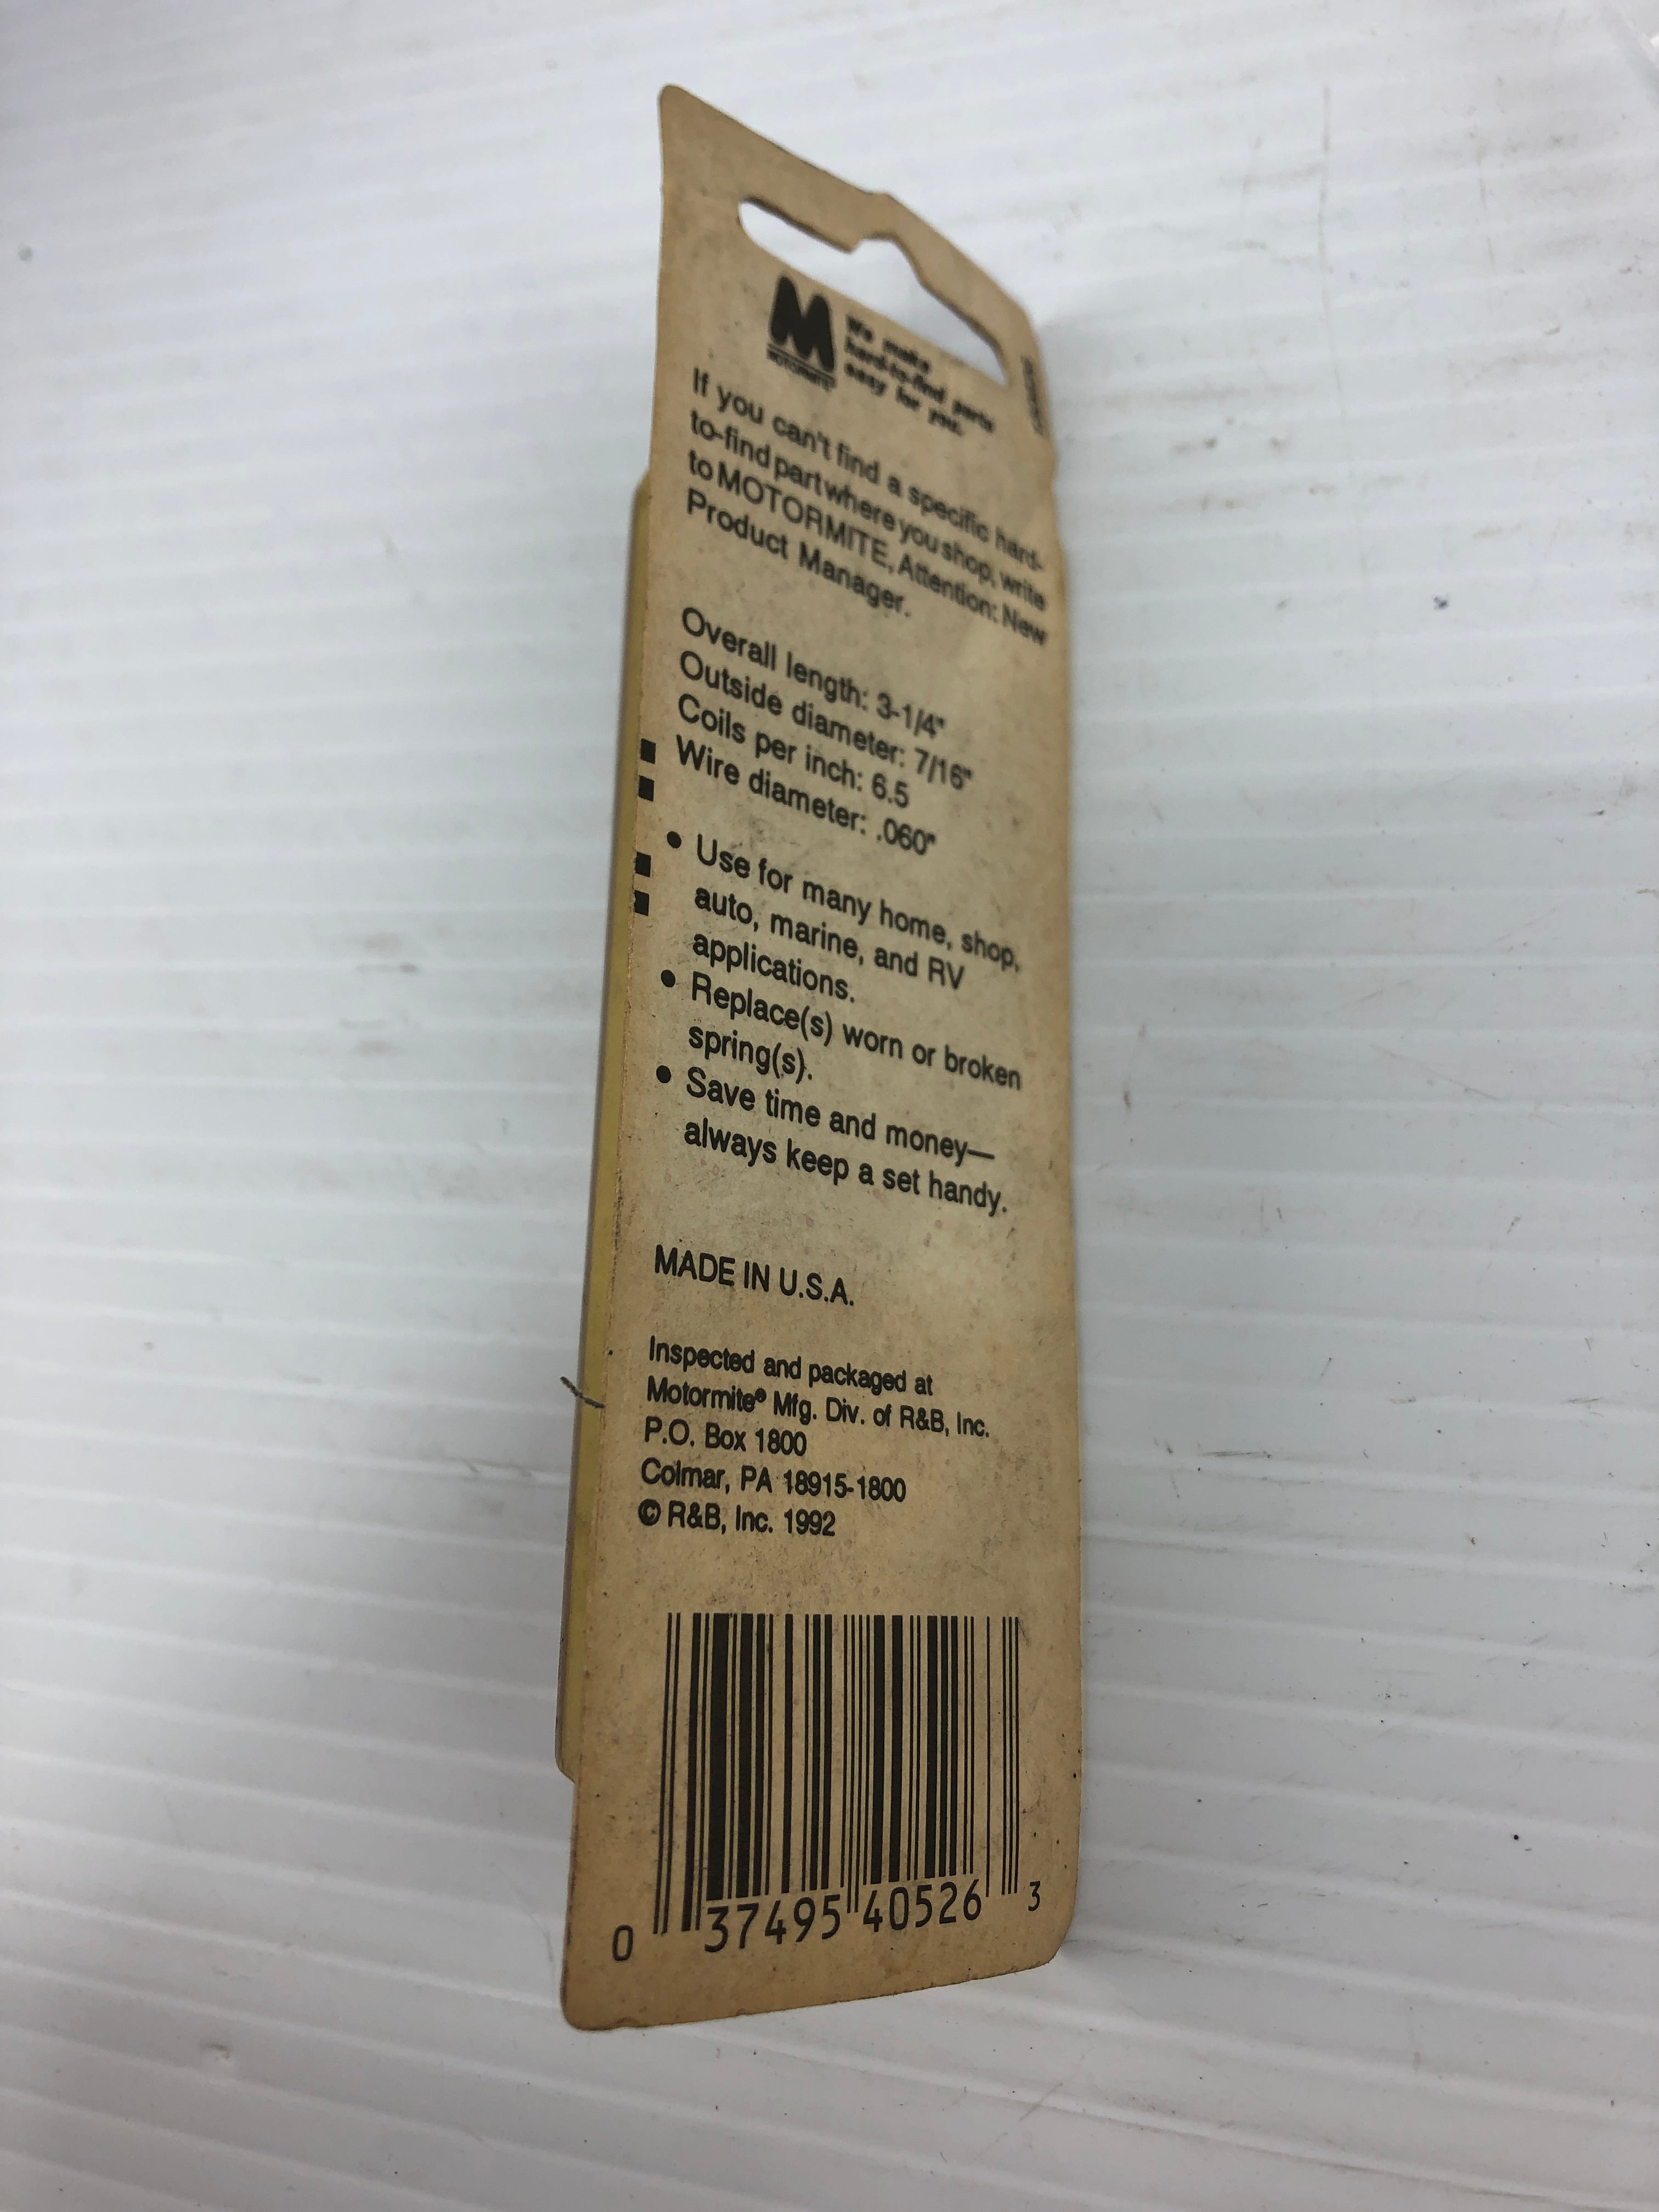 M
MOTORMITE
We make
hard-to-find parts
easy for you.
If you can't find a specific hard-
to-find part where you shop, write
to MOTORMITE, Attention: New
Product Manager.
Overall length: 3-1/4"
Outside diameter: 7/16"
Coils per inch: 6.5
Wire diameter: .060"
• Use for many home, shop,
auto, marine, and RV
applications.
• Replace(s) worn or broken
spring(s).
• Save time and money—
always keep a set handy.
MADE IN U.S.A.
Inspected and packaged at
Motormite® Mfg. Div. of R&B, Inc.
P.O. Box 1800
Colmar, PA 18915-1800
© R&B, Inc. 1992
0 37495 40526 3